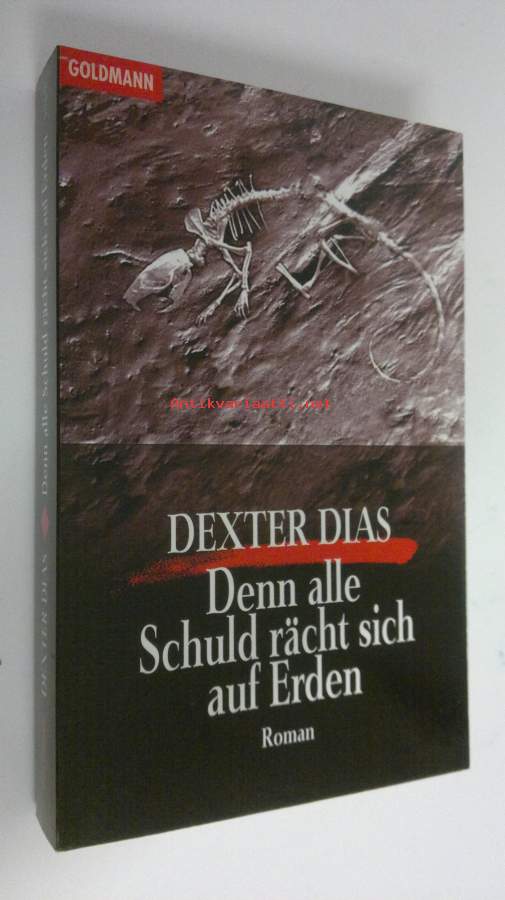 GOLDMANN
Antikvariaatti.net
DEXTER DIAS
Denn alle
Schuld rächt sich
auf Erden
Roman
DEXTER DIAS Denn alle Schuld rächt sich auf Erden